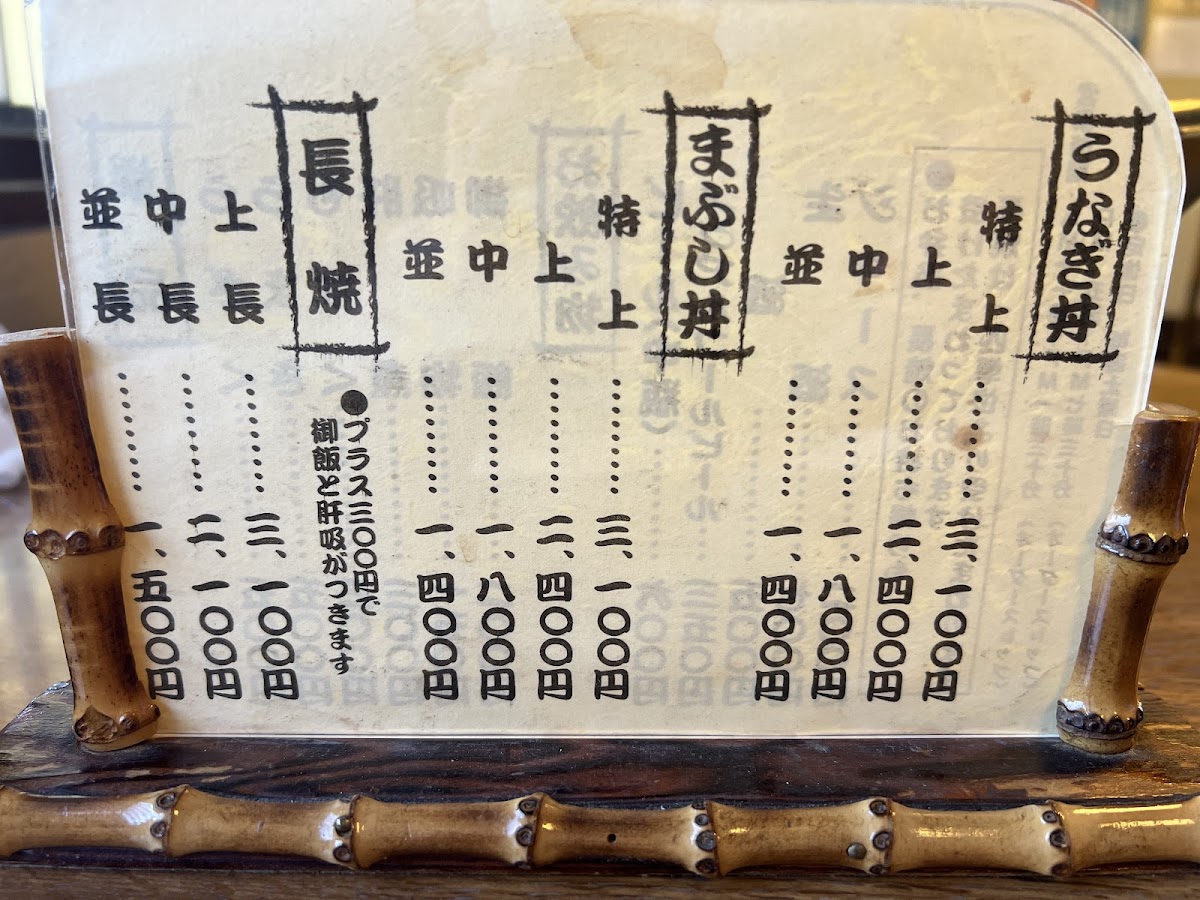 うなぎ丼
特上……三、一〇〇円
上……二、四〇〇円
中……一、八〇〇円
並……一、四〇〇円
まぶし丼
特上……三、一〇〇円
上……二、四〇〇円
中……一、八〇〇円
並……一、四〇〇円
長焼
●プラス三〇〇円で
御飯と肝吸がつきます
上長……三、一〇〇円
中長……二、一〇〇円
並長……一、五〇〇円